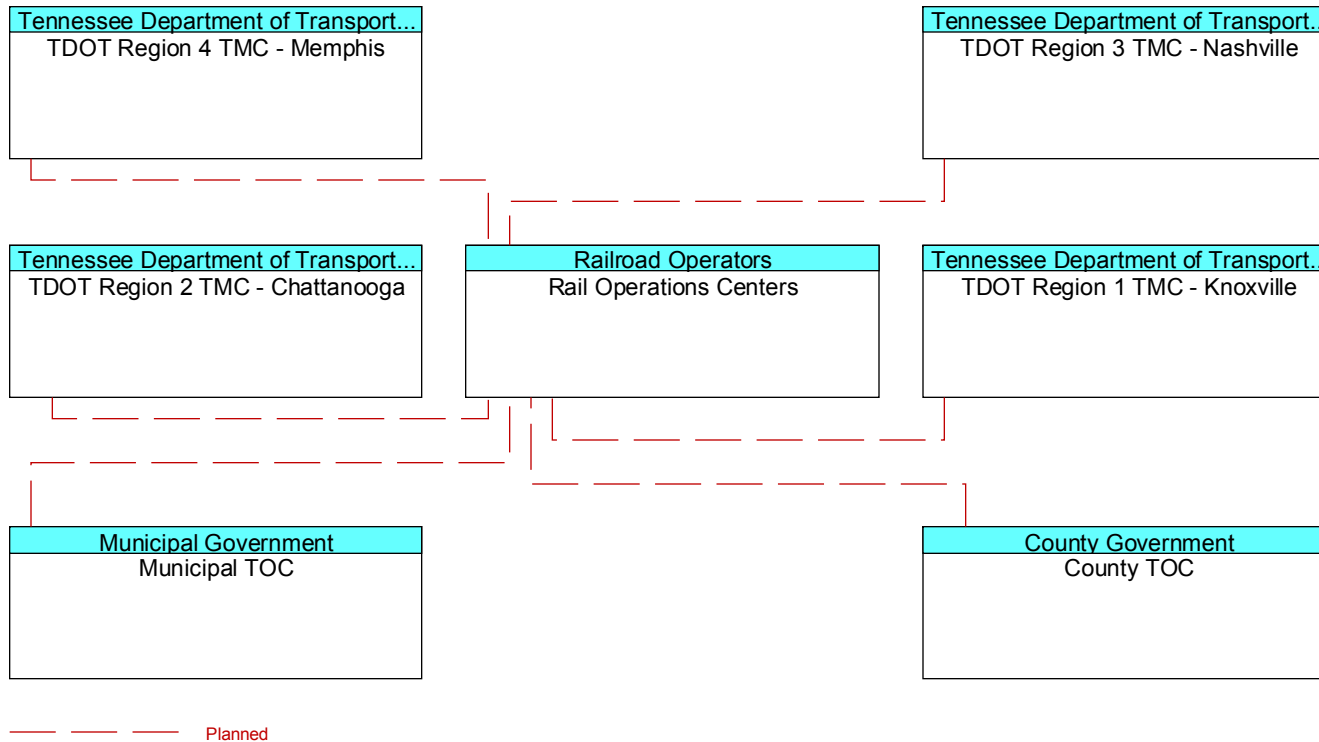 Tennessee Department of Transport...
TDOT Region 4 TMC - Memphis
Tennessee Department of Transport...
TDOT Region 3 TMC - Nashville
Tennessee Department of Transport...
TDOT Region 2 TMC - Chattanooga
Railroad Operators
Rail Operations Centers
Tennessee Department of Transport...
TDOT Region 1 TMC - Knoxville
Municipal Government
Municipal TOC
County Government
County TOC
Planned